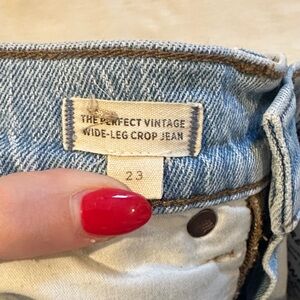 THE PERFECT VINTAGE
WIDE-LEG CROP JEAN
23